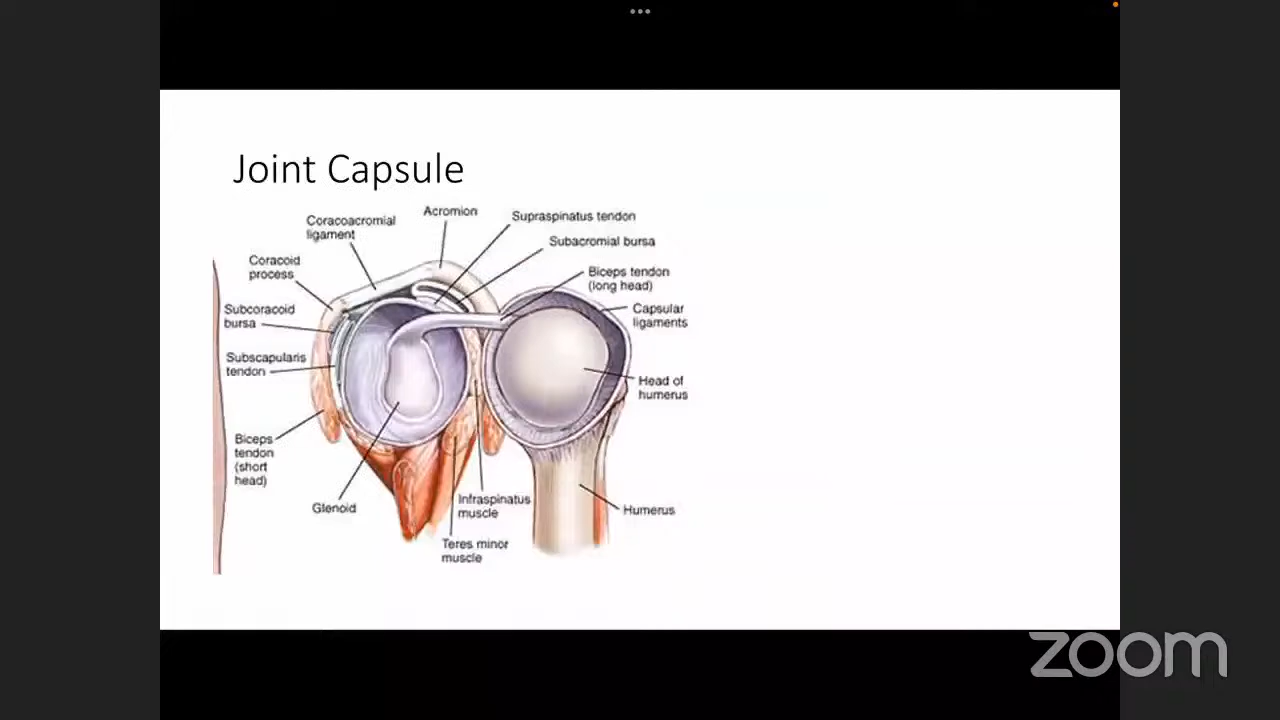 Joint Capsule
Acromion
Coracoacromial
ligament
Supraspinatus tendon
Subacromial bursa
Coracoid
process
Biceps tendon
(long head)
Subcoracoid
bursa
Capsular
ligaments
Subscapularis
tendon
Head of
humerus
Biceps
tendon
(short
head)
Glenoid
Infraspinatus
muscle
Humerus
Teres minor
muscle
zoom